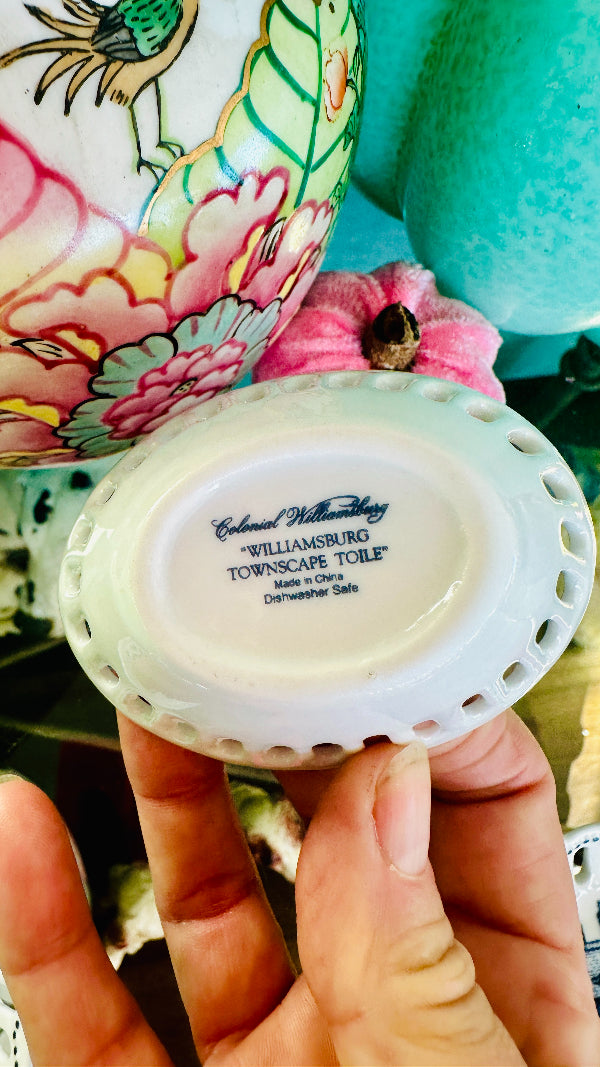 Colonial Williamsburg
"WILLIAMSBURG
TOWNSCAPE TOILE"
Made in China
Dishwasher Safe